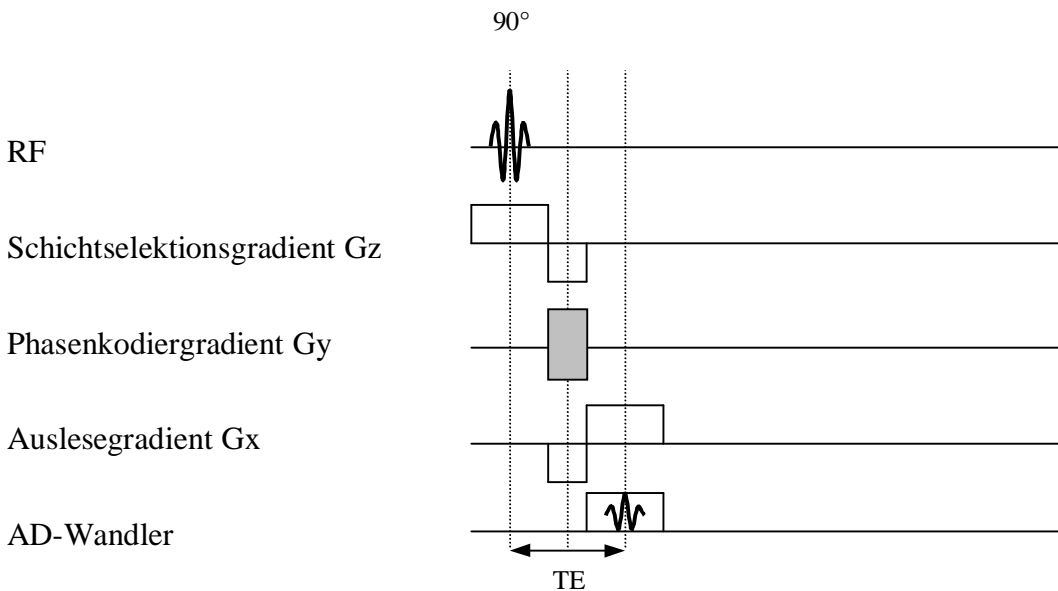 90°
RF
Schichtselektionsgradient Gz
Phasenkodiergradient Gy
Auslesegradient Gx
AD-Wandler
TE